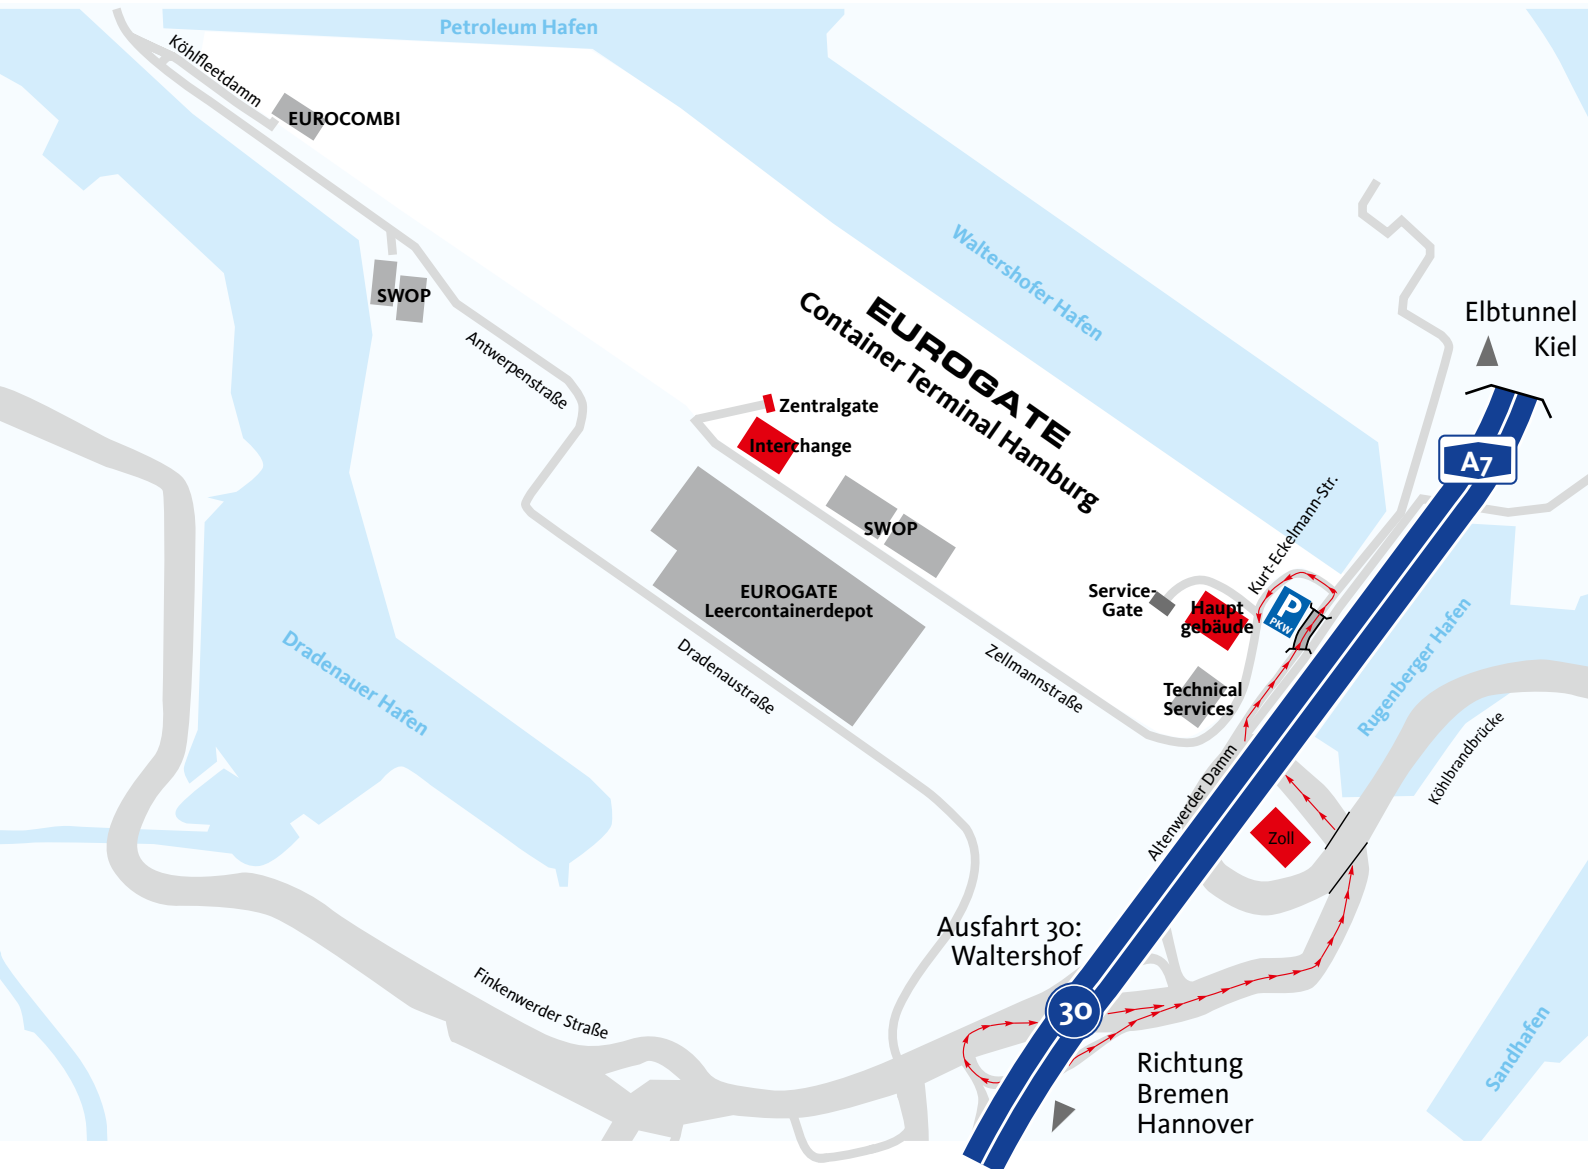 Petroleum Hafen
Köhlfleetdamm
EUROCOMBI
Waltershofer Hafen
SWOP
Elbtunnel
Kiel
Antwerpenstraße
EUROGATE
Container Terminal Hamburg
Zentralgate
Interchange
A7
Kurt-Eckelmann-Str.
SWOP
EUROGATE
Leercontainerdepot
Service-
Gate
Haupt
gebäude
P
PKW
Dradenauer Hafen
Dradenaustraße
Zellmannstraße
Technical
Services
Rugenberger Hafen
Köhlbrandbrücke
Altenwerder Damm
Zoll
Ausfahrt 30:
Waltershof
Finkenwerder Straße
30
Sandhafen
Richtung
Bremen
Hannover